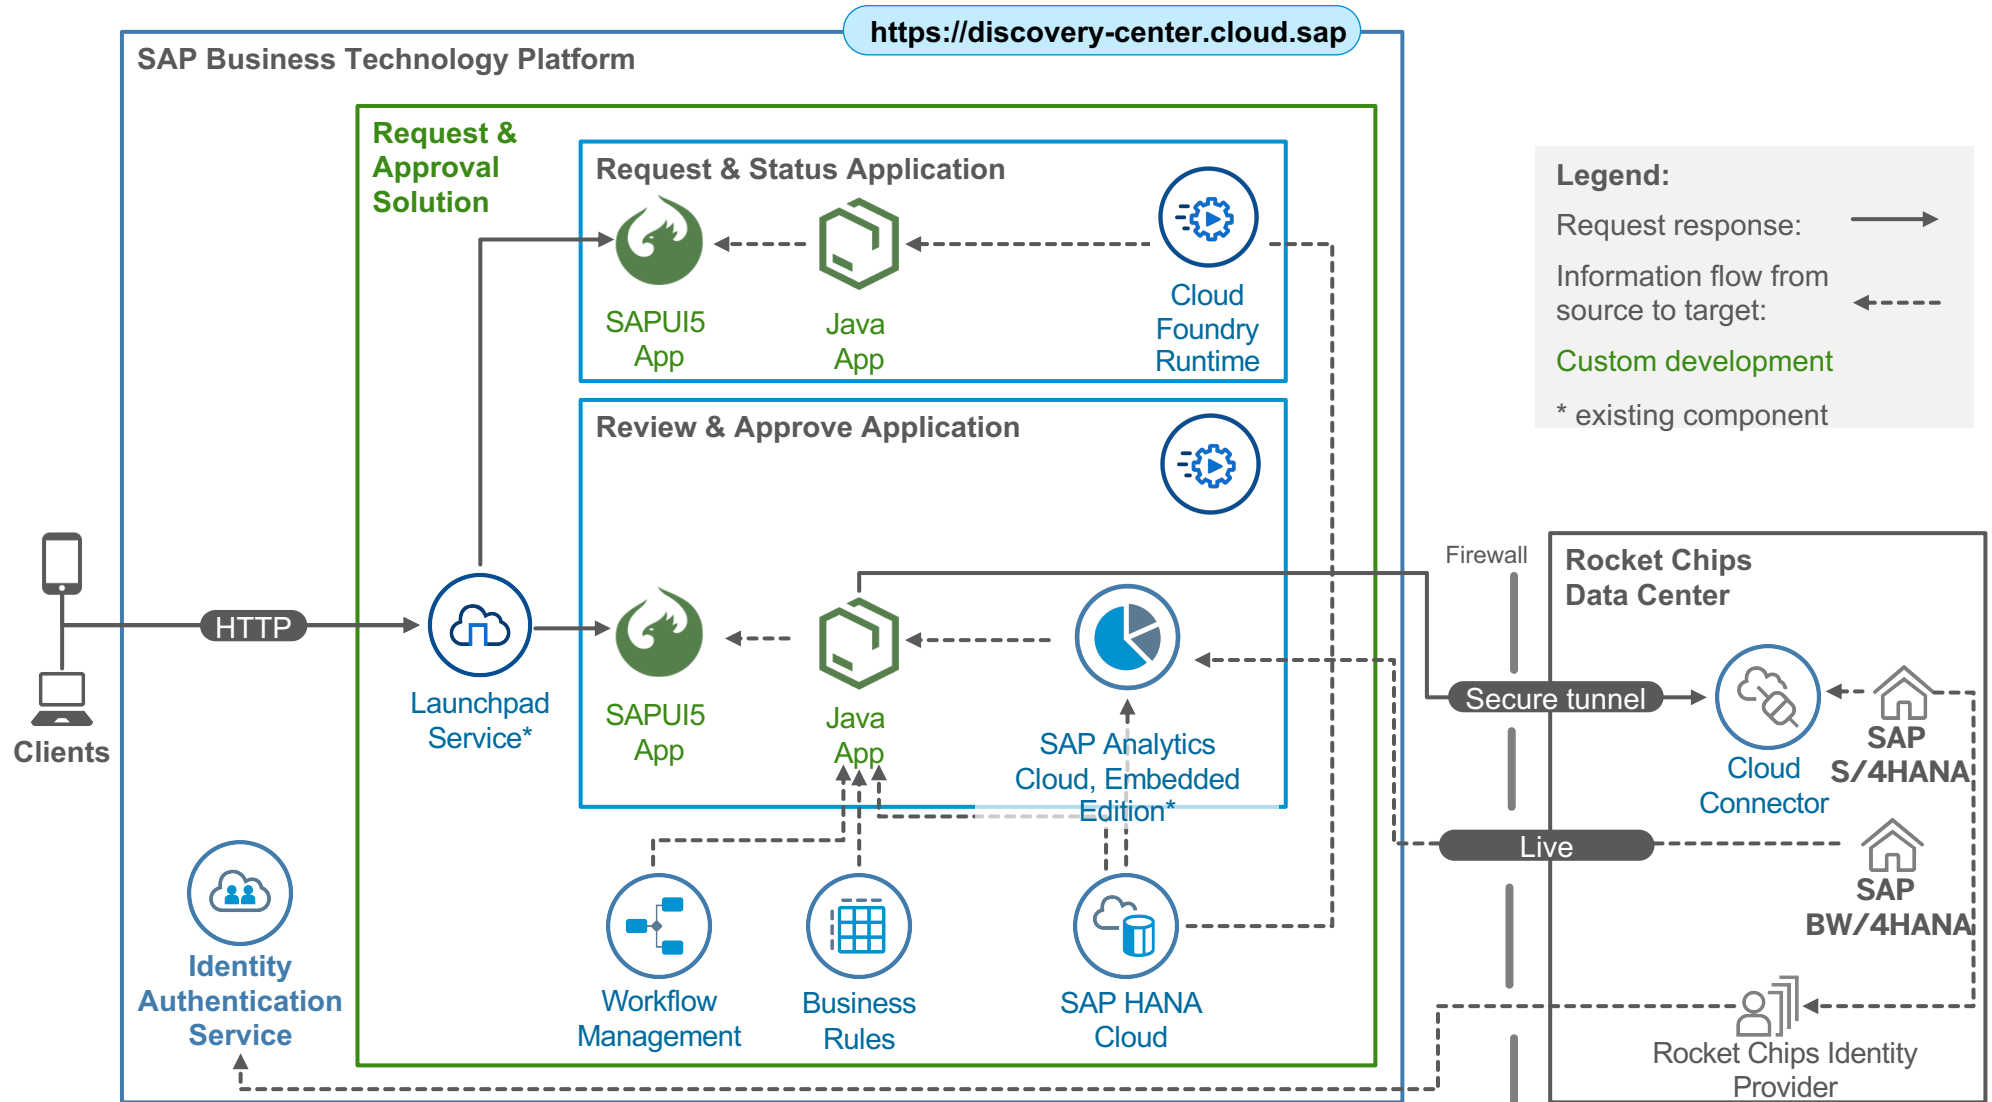 https://discovery-center.cloud.sap
SAP Business Technology Platform
Request &
Approval
Solution
Request & Status Application
SAPUI5
App
Java
App
Cloud
Foundry
Runtime
Review & Approve Application
SAPUI5
App
Java
App
SAP Analytics
Cloud, Embedded
Edition*
HTTP
Clients
Launchpad
Service*
Identity
Authentication
Service
Workflow
Management
Business
Rules
SAP HANA
Cloud
Legend:
Request response:
Information flow from
source to target:
Custom development
* existing component
Firewall
Rocket Chips
Data Center
Secure tunnel
Cloud
Connector
SAP
S/4HANA
Live
SAP
BW/4HANA
Rocket Chips Identity
Provider